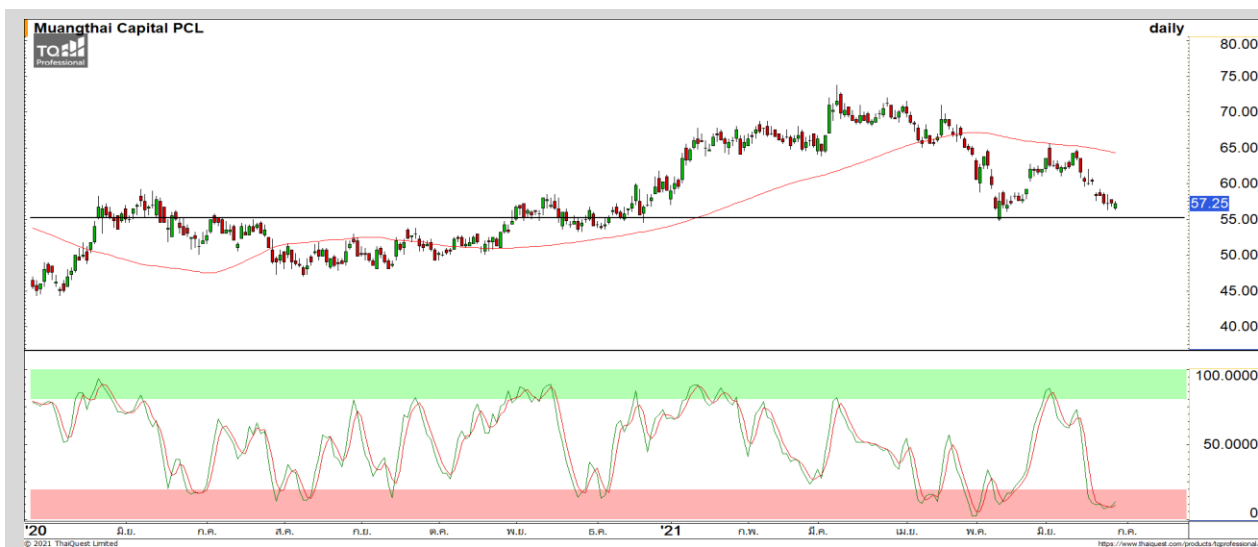 Muangthai Capital PCL
daily
TQ
Professional
80.00
75.00
70.00
65.00
60.00
57.25
55.00
50.00
45.00
40.00
100.0000
50.0000
0
'20 มิ.ย. ก.ค. ส.ค. ก.ย. ต.ค. พ.ย. ธ.ค. '21 ก.พ. มี.ค. เม.ย. พ.ค. มิ.ย. ก.ค.
© 2021 ThaiQuest Limited
https://www.thaiquest.com/products/tqprofessional